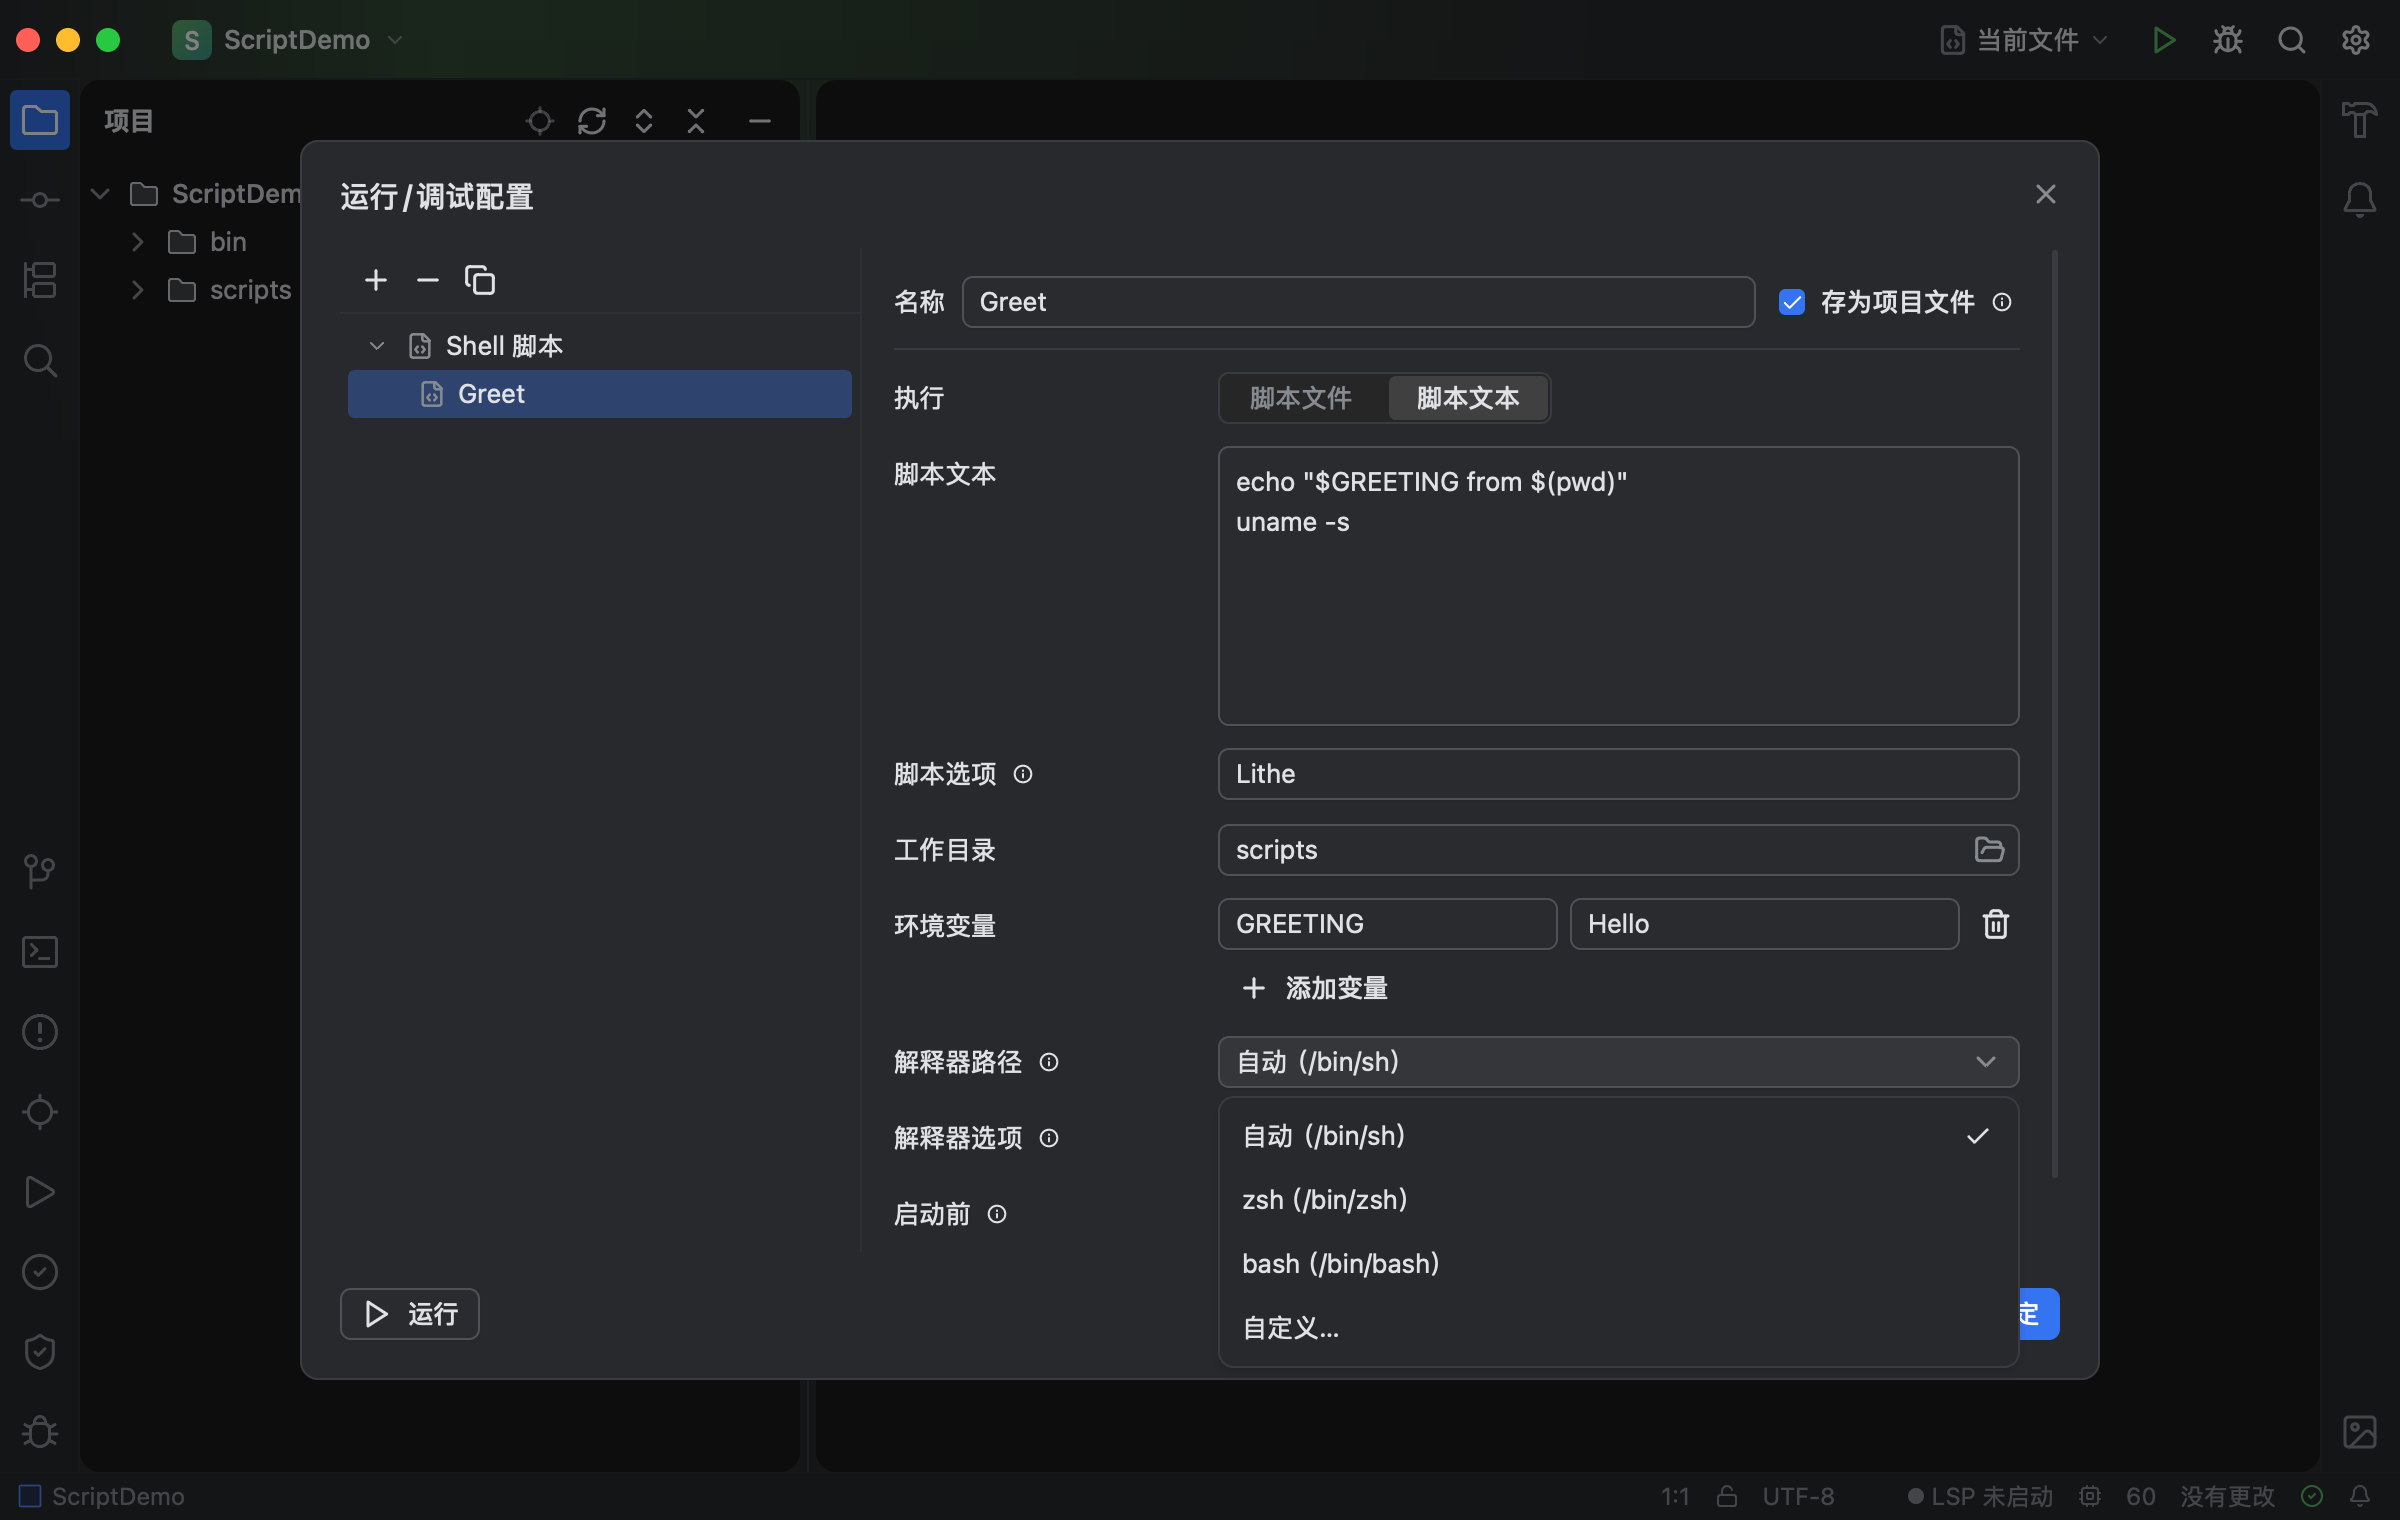 S ScriptDemo
当前文件
项目
ScriptDem
bin
scripts
运行/调试配置
Shell 脚本
Greet
名称
Greet
存为项目文件
执行
脚本文件
脚本文本
脚本文本
echo "$GREETING from $(pwd)"
uname -s
脚本选项
Lithe
工作目录
scripts
环境变量
GREETING
Hello
添加变量
解释器路径
自动 (/bin/sh)
解释器选项
自动 (/bin/sh)
zsh (/bin/zsh)
bash (/bin/bash)
自定义...
启动前
运行
定
ScriptDemo
1:1
UTF-8
LSP 未启动
60
没有更改